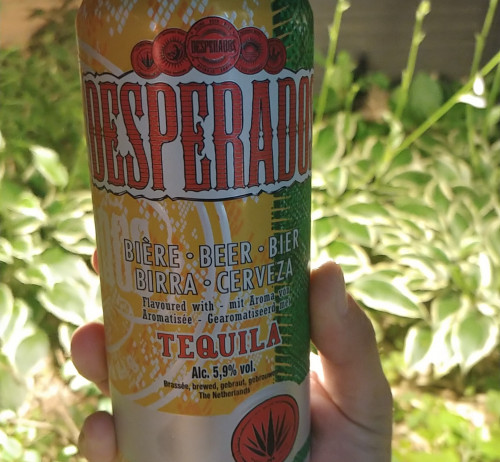 DESPERADOS
DESPERADO
BIÈRE · BEER · BIER
BIRRA · CERVEZA
Flavoured with - mit Aroma
Aromatisée - Gearomatiseerd
TEQUILA
Alc. 5,9% vol.
Brassée, brewed, gebraut, gebrouwen
The Netherlands